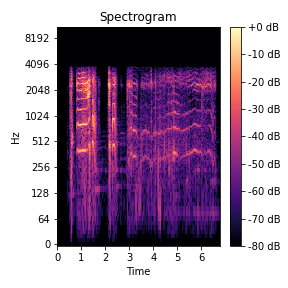 Spectrogram
+0 dB
8192
-10 dB
4096
-20 dB
2048
-30 dB
1024
-40 dB
Hz
512
-50 dB
256
128
-60 dB
64
-70 dB
0
-80 dB
0 1 2 3 4 5 6
Time